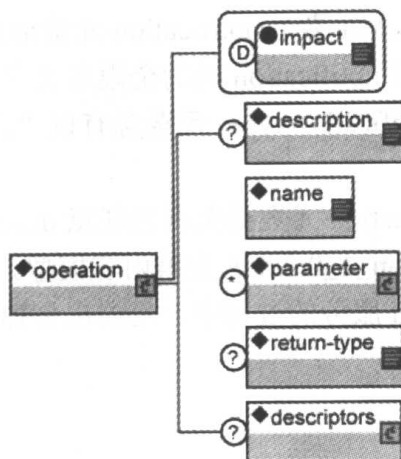 D
impact
?
description
name
operation
*
parameter
?
return-type
?
descriptors